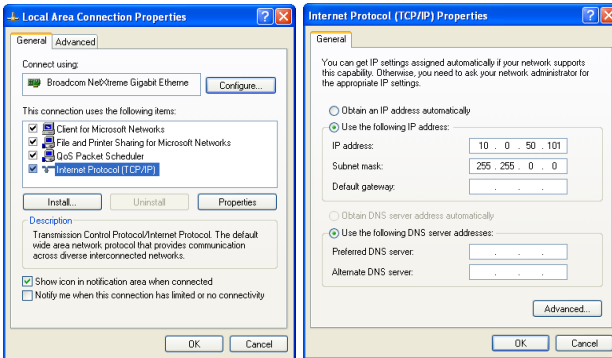 Local Area Connection Properties
General Advanced
Connect using:
Broadcom NetXtreme Gigabit Etherne
Configure...
This connection uses the following items:
Client for Microsoft Networks
File and Printer Sharing for Microsoft Networks
QoS Packet Scheduler
Internet Protocol (TCP/IP)
Install... Uninstall Properties
Description
Transmission Control Protocol/Internet Protocol. The default
wide area network protocol that provides communication
across diverse interconnected networks.
Show icon in notification area when connected
Notify me when this connection has limited or no connectivity
OK Cancel
Internet Protocol (TCP/IP) Properties
General
You can get IP settings assigned automatically if your network supports
this capability. Otherwise, you need to ask your network administrator for
the appropriate IP settings.
Obtain an IP address automatically
Use the following IP address:
IP address: 10 . 0 . 50 . 101
Subnet mask: 255 . 255 . 0 . 0
Default gateway: . . .
Obtain DNS server address automatically
Use the following DNS server addresses:
Preferred DNS server: . . .
Alternate DNS server: . . .
Advanced...
OK Cancel